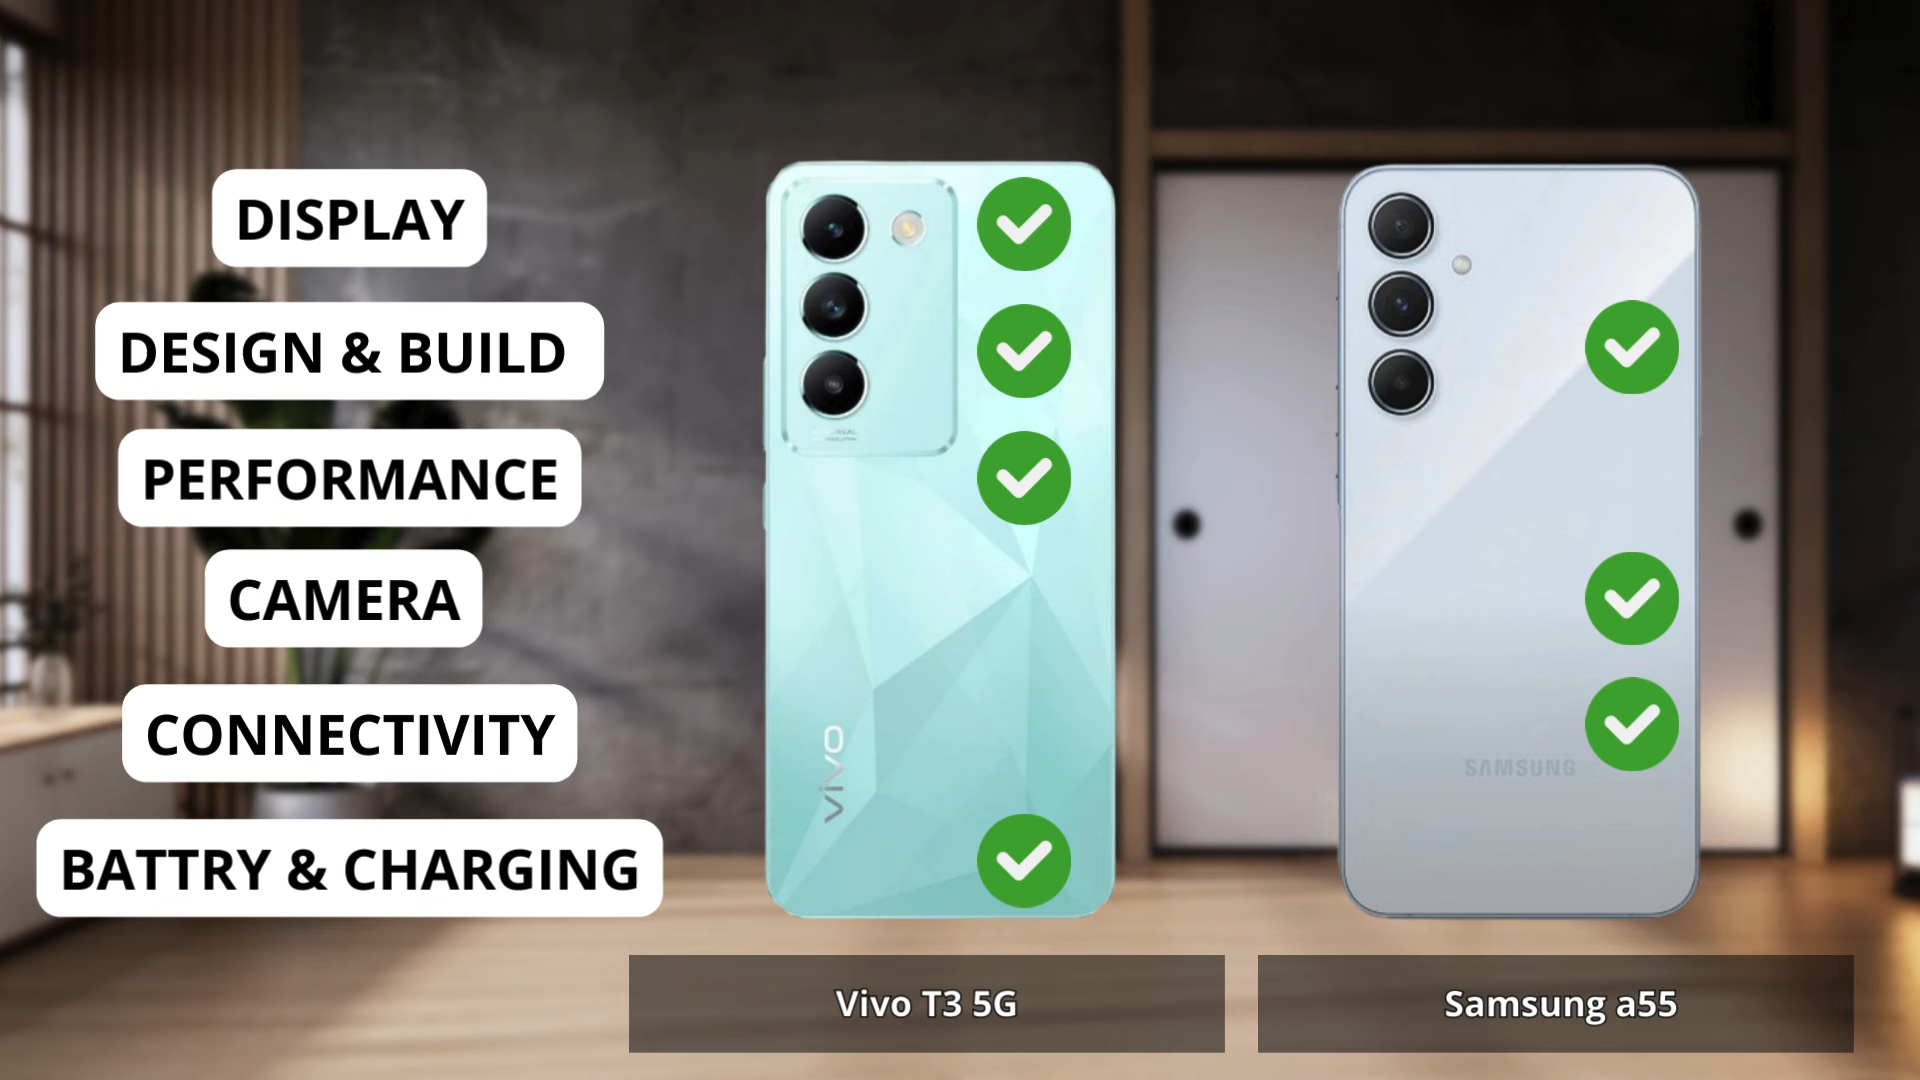 DISPLAY
DESIGN & BUILD
PERFORMANCE
CAMERA
CONNECTIVITY
BATTRY & CHARGING
vivo
SAMSUNG
Vivo T3 5G
Samsung a55